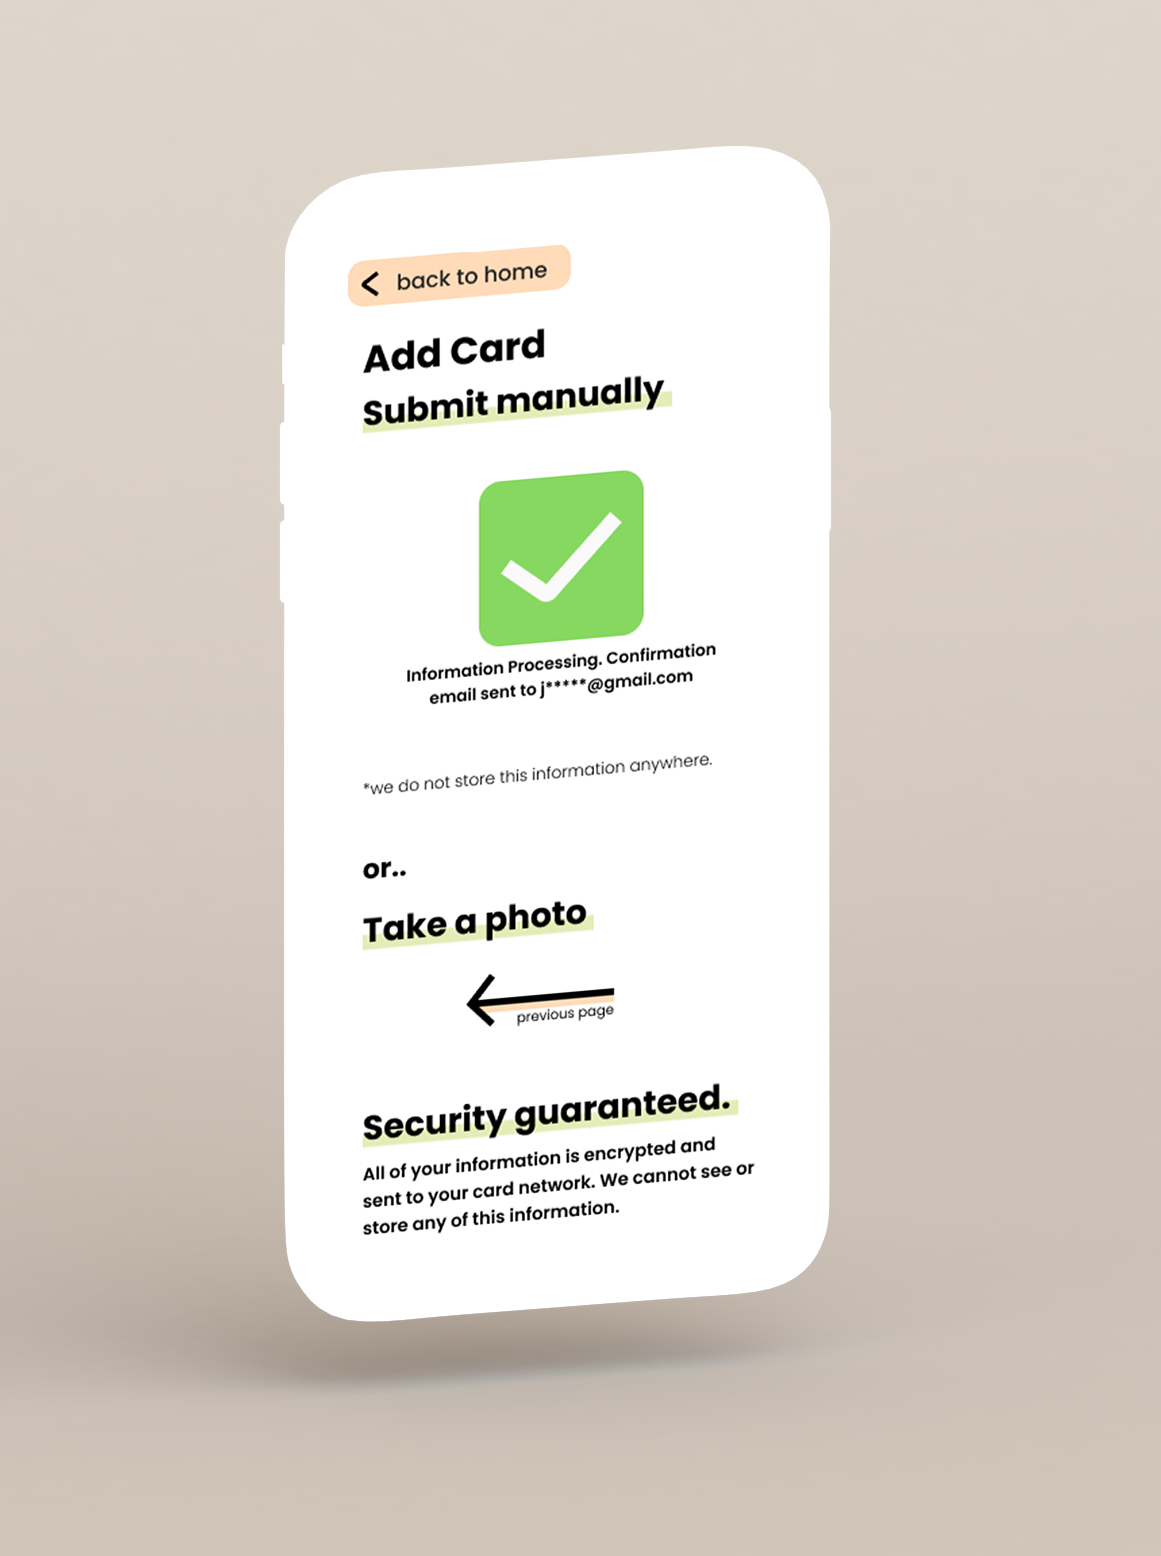 back to home
Add Card
Submit manually
Information Processing. Confirmation
email sent to j*****@gmail.com
*we do not store this information anywhere.
or..
Take a photo
previous page
Security guaranteed.
All of your information is encrypted and
sent to your card network. We cannot see or
store any of this information.